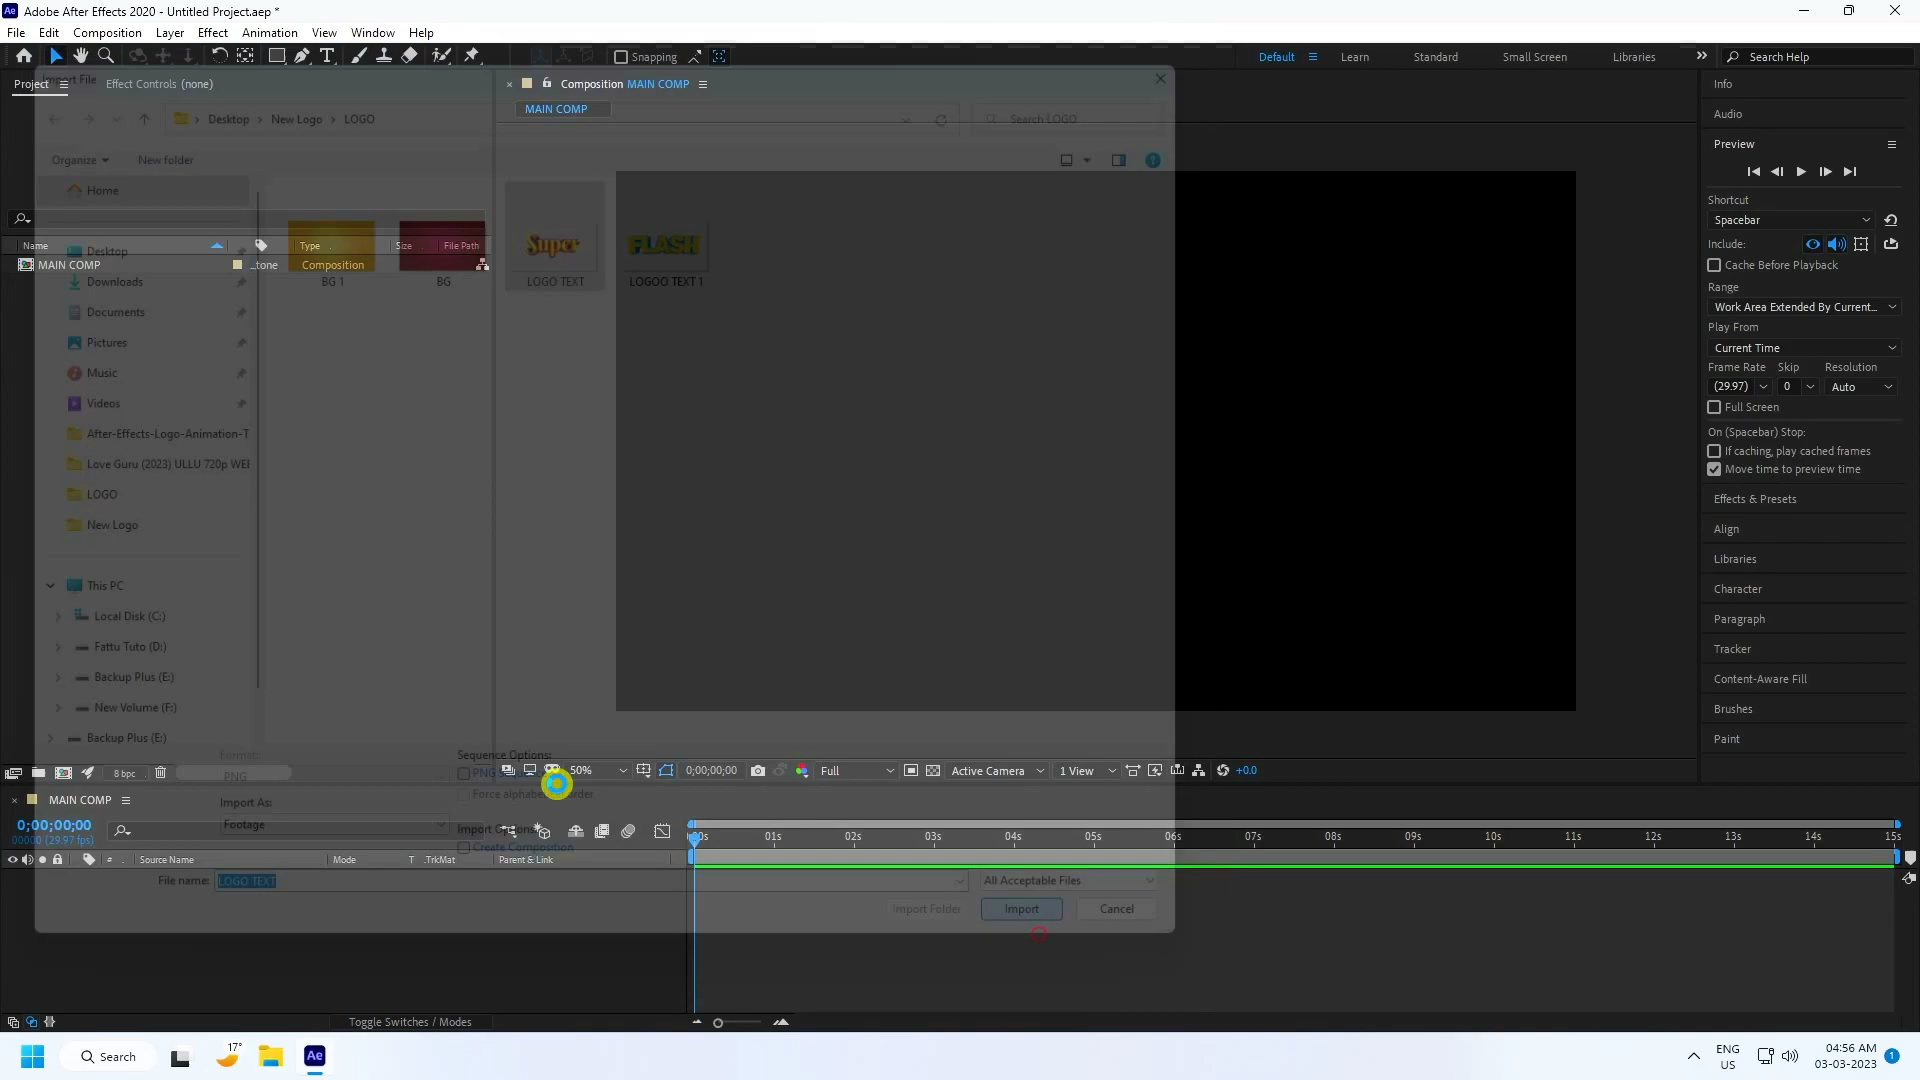 Adobe After Effects 2020 - Untitled Project.aep *
File Edit Composition Layer Effect Animation View Window Help
Snapping
Default Learn Standard Small Screen Libraries
Search Help
Import File
Project
Effect Controls (none)
Composition MAIN COMP
MAIN COMP
Desktop New Logo LOGO
Search LOGO
Organize New folder
Home
Desktop
Downloads
Documents
Pictures
Music
Videos
After-Effects-Logo-Animation-T
Love Guru (2023) ULLU 720p WEB
LOGO
New Logo
This PC
Local Disk (C:)
Fattu Tuto (D:)
Backup Plus (E:)
New Volume (F:)
Backup Plus (E:)
Name Type Size File Path
MAIN COMP ...tone Composition
BG 1
BG
Super
LOGO TEXT
FLASH
LOGOO TEXT 1
Format:
PNG
Import As:
Footage
Sequence Options:
Force alphabetical order
Import Options:
Create Composition
File name: LOGO TEXT
All Acceptable Files
Import Folder Import Cancel
8 bpc
50%
0;00;00;00
Full
Active Camera
1 View
+0.0
MAIN COMP
0;00;00;00
00000 (29.97 fps)
# Source Name Mode T .TrkMat Parent & Link
00s 01s 02s 03s 04s 05s 06s 07s 08s 09s 10s 11s 12s 13s 14s 15s
Toggle Switches / Modes
Info
Audio
Preview
Shortcut
Spacebar
Include:
Cache Before Playback
Range
Work Area Extended By Current...
Play From
Current Time
Frame Rate Skip Resolution
(29.97) 0 Auto
Full Screen
On (Spacebar) Stop:
If caching, play cached frames
Move time to preview time
Effects & Presets
Align
Libraries
Character
Paragraph
Tracker
Content-Aware Fill
Brushes
Paint
17°
Search
Ae
ENG
US
04:56 AM
03-03-2023
1